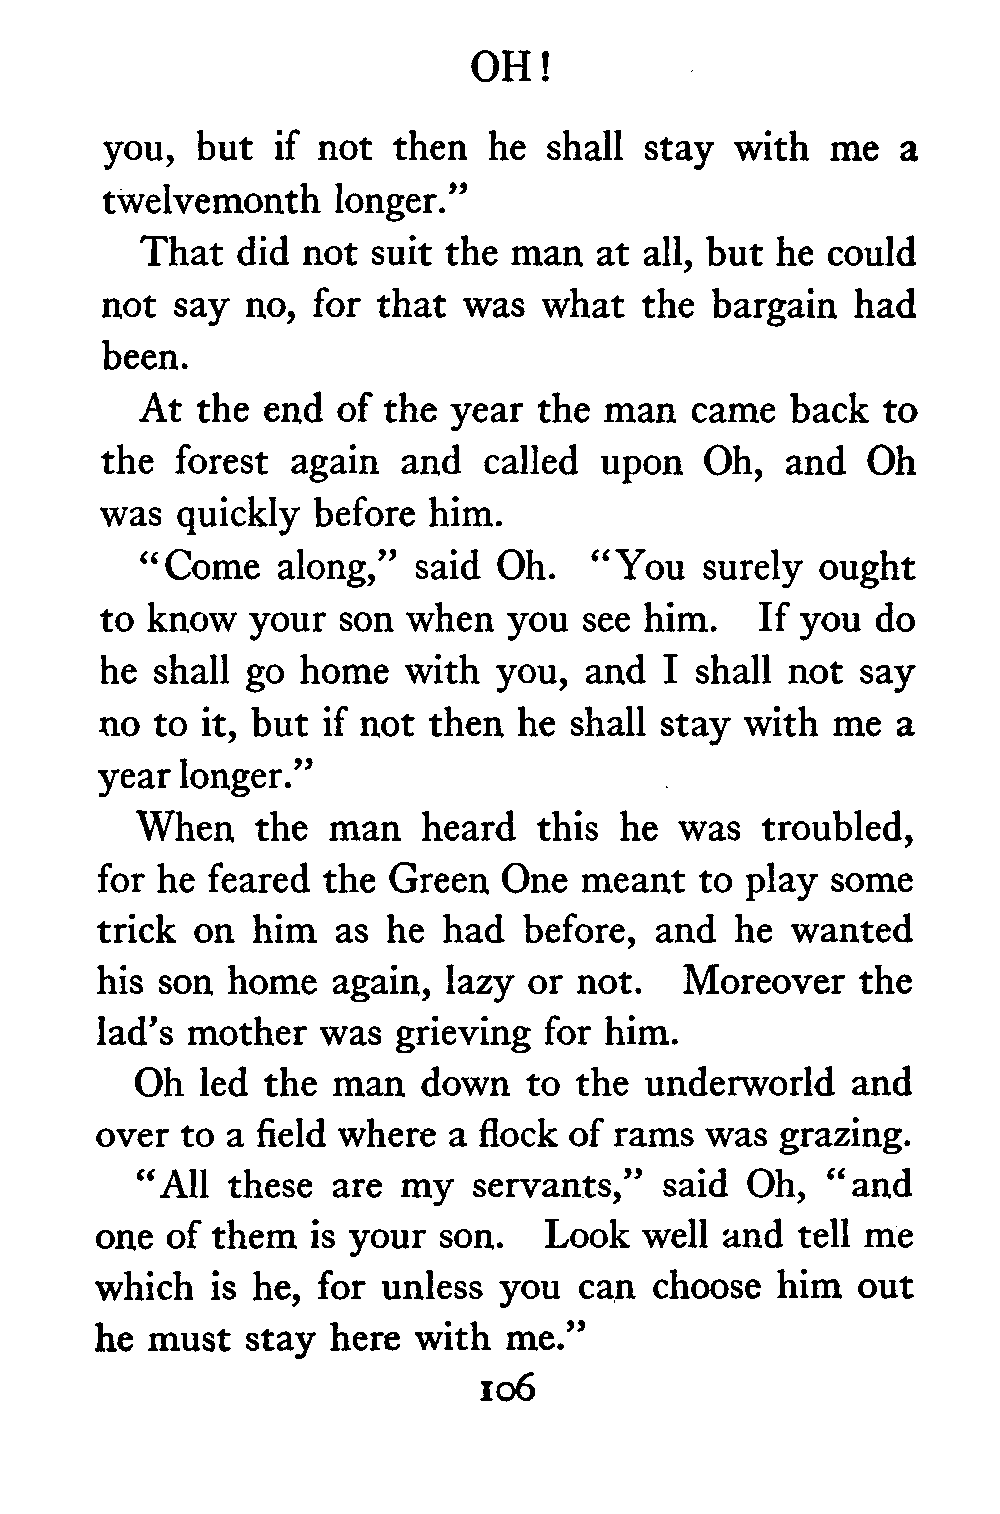 OH!
you, but if not then he shall stay with me a
twelvemonth longer.”
That did not suit the man at all, but he could
not say no, for that was what the bargain had
been.
At the end of the year the man came back to
the forest again and called upon Oh, and Oh
was quickly before him.
“Come along,” said Oh. “You surely ought
to know your son when you see him. If you do
he shall go home with you, and I shall not say
no to it, but if not then he shall stay with me a
year longer.”
When the man heard this he was troubled,
for he feared the Green One meant to play some
trick on him as he had before, and he wanted
his son home again, lazy or not. Moreover the
lad’s mother was grieving for him.
Oh led the man down to the underworld and
over to a field where a flock of rams was grazing.
“All these are my servants,” said Oh, “and
one of them is your son. Look well and tell me
which is he, for unless you can choose him out
he must stay here with me.”
106